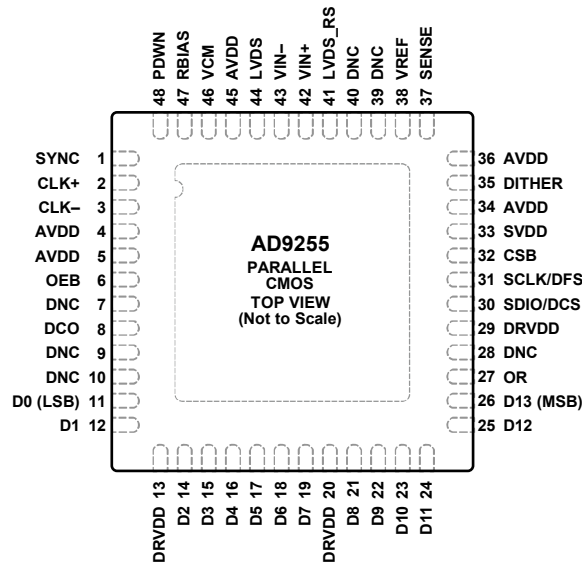 48 PDWN
47 RBIAS
46 VCM
45 AVDD
44 LVDS
43 VIN–
42 VIN+
41 LVDS_RS
40 DNC
39 DNC
38 VREF
37 SENSE
SYNC 1
CLK+ 2
CLK– 3
AVDD 4
AVDD 5
OEB 6
DNC 7
DCO 8
DNC 9
DNC 10
D0 (LSB) 11
D1 12
AD9255
PARALLEL
CMOS
TOP VIEW
(Not to Scale)
36 AVDD
35 DITHER
34 AVDD
33 SVDD
32 CSB
31 SCLK/DFS
30 SDIO/DCS
29 DRVDD
28 DNC
27 OR
26 D13 (MSB)
25 D12
DRVDD 13
D2 14
D3 15
D4 16
D5 17
D6 18
D7 19
DRVDD 20
D8 21
D9 22
D10 23
D11 24